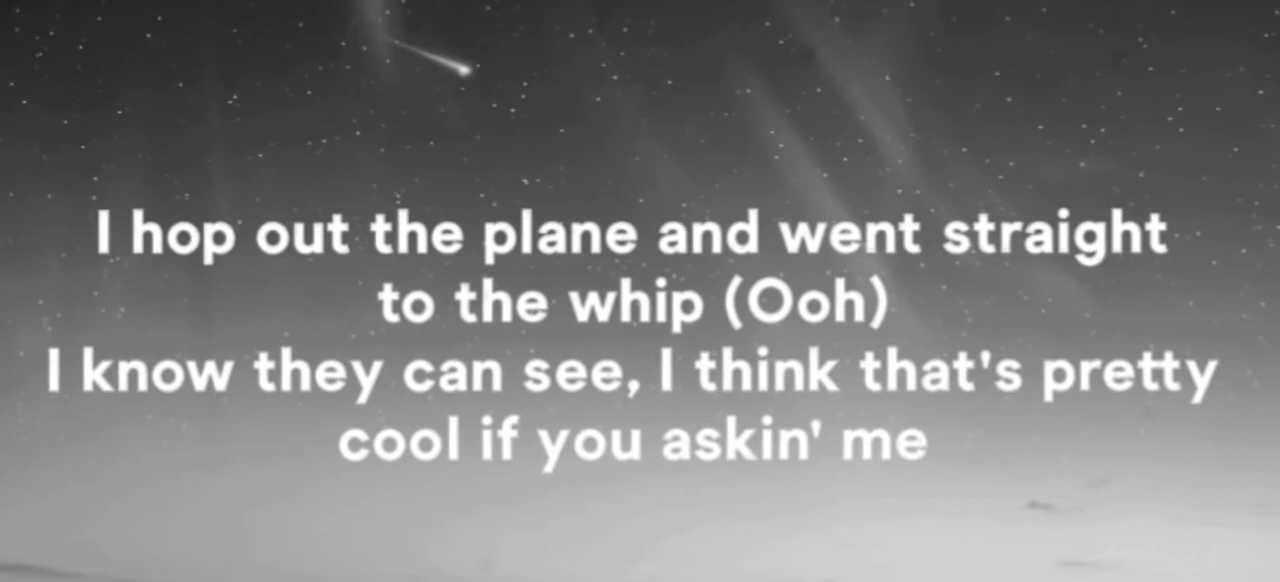 I hop out the plane and went straight
to the whip (Ooh)
I know they can see, I think that's pretty
cool if you askin' me